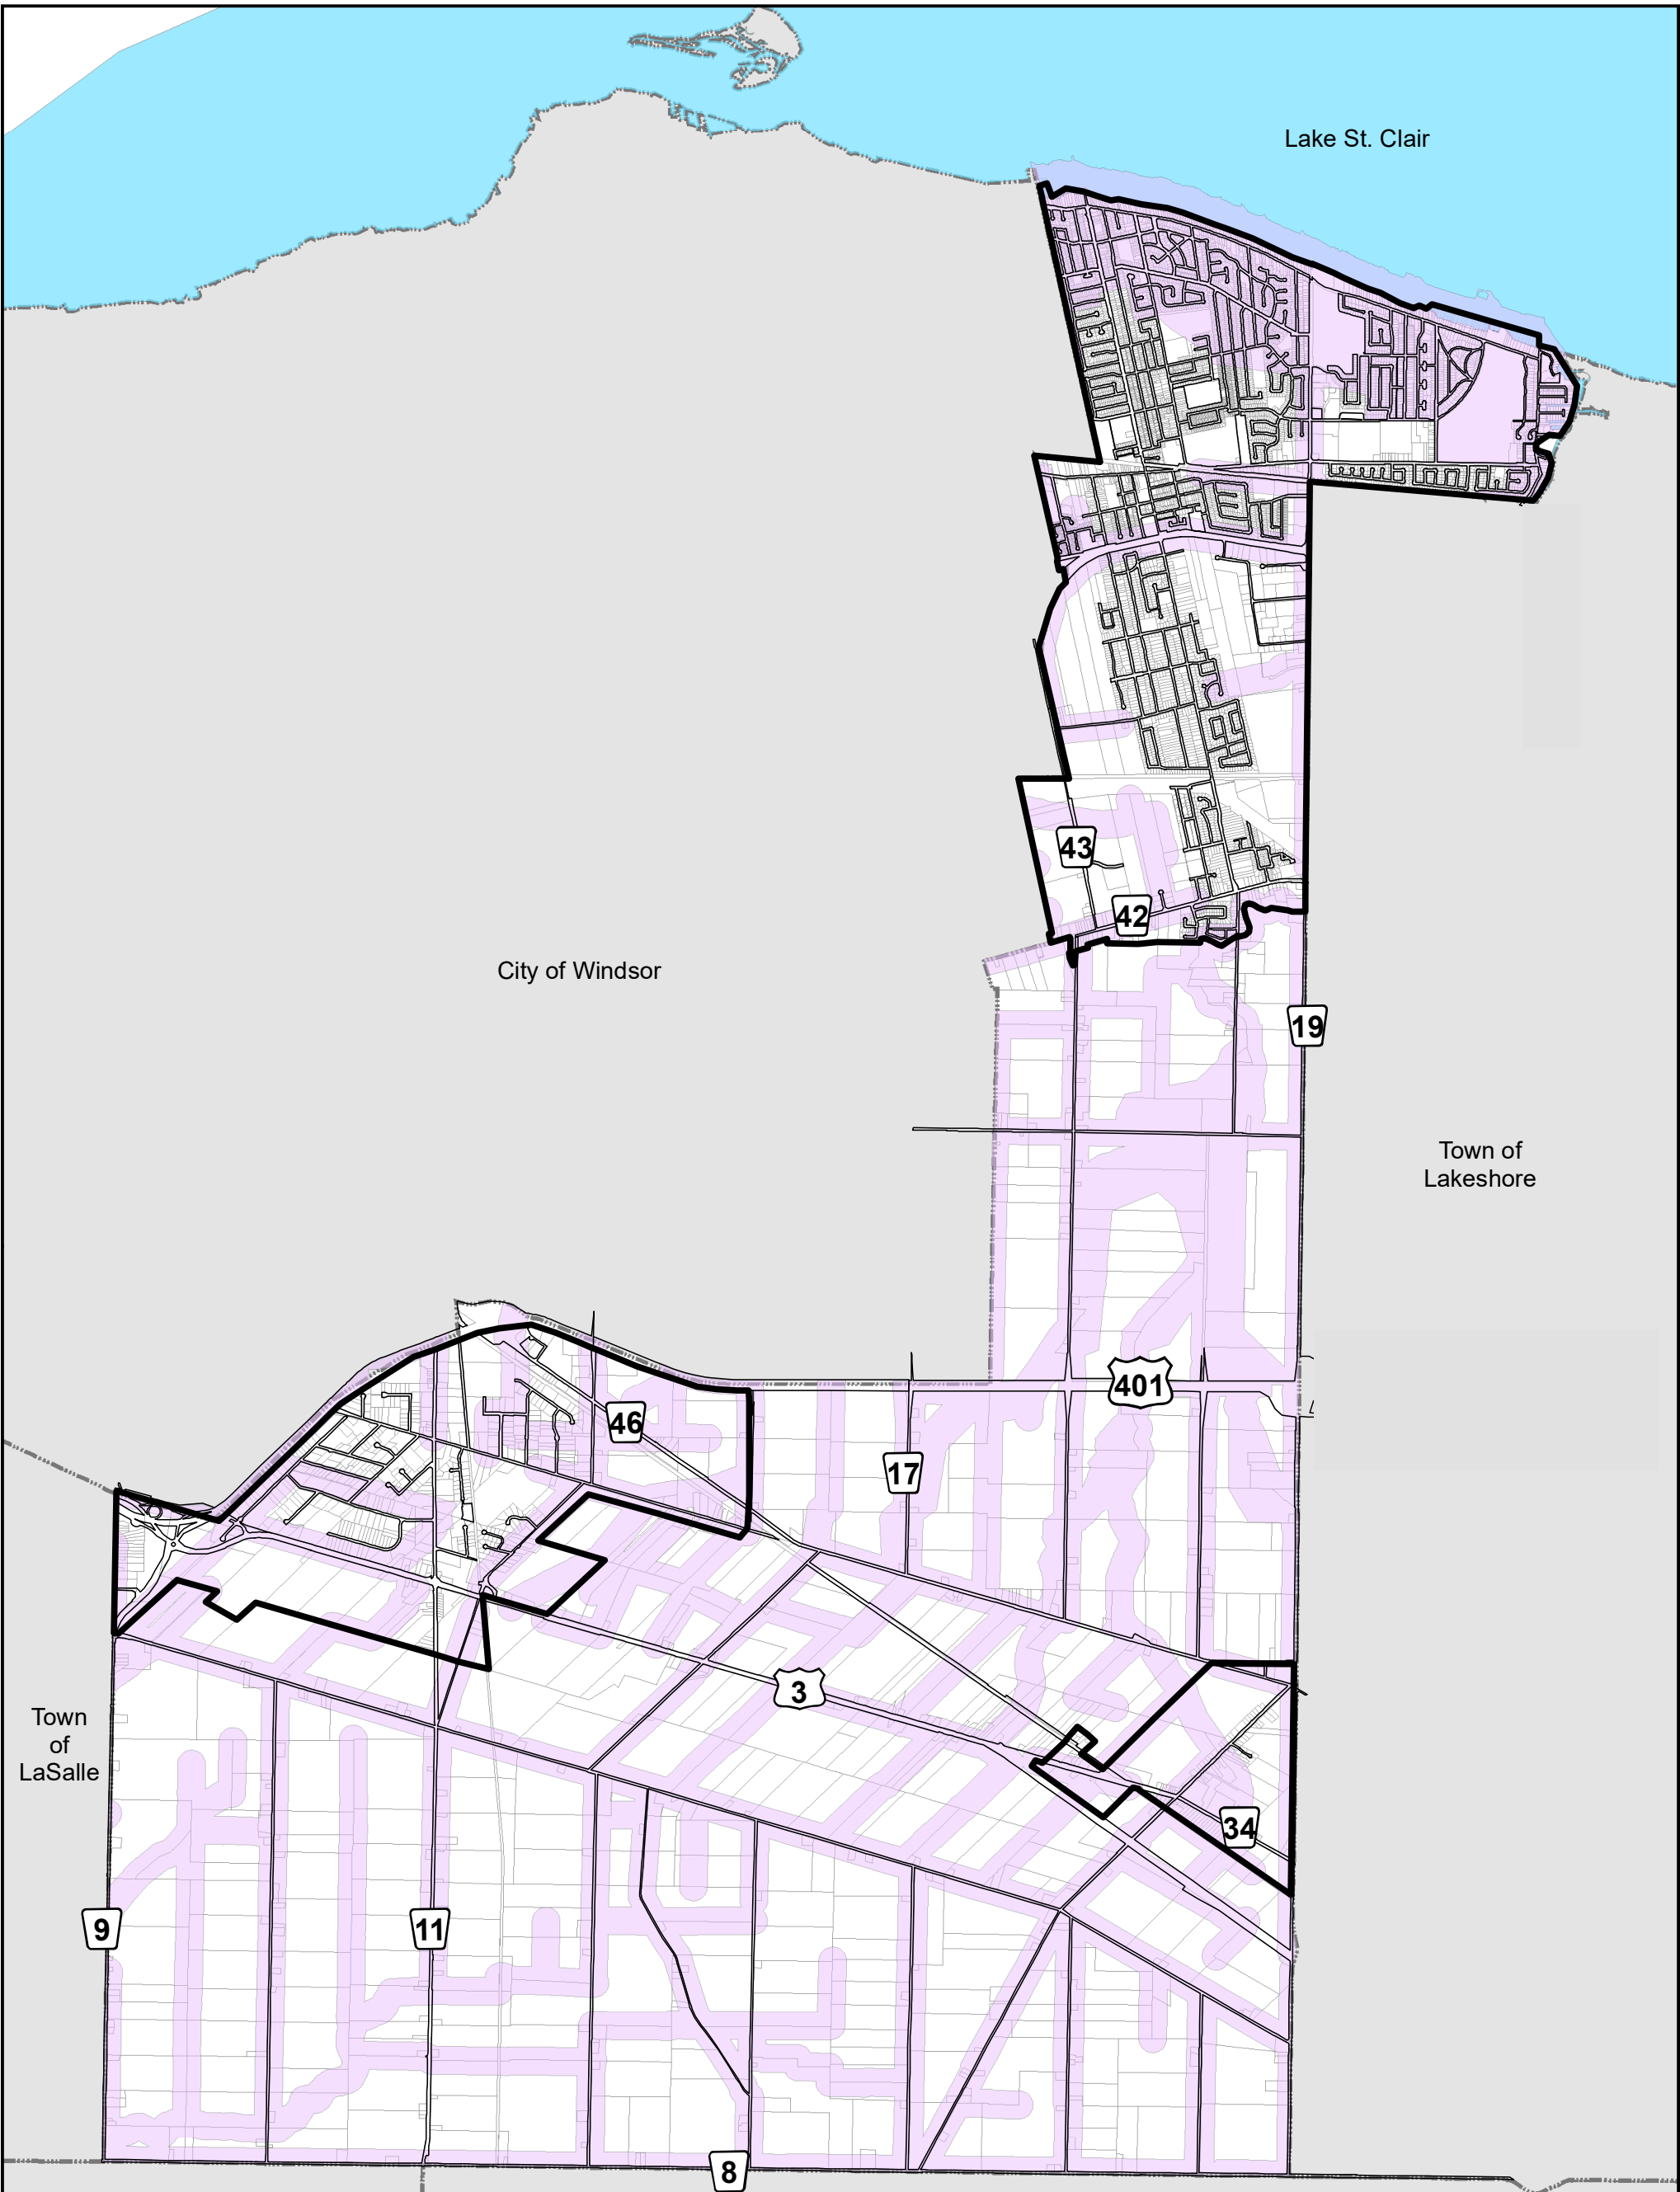 Lake St. Clair
43
42
City of Windsor
19
Town of
Lakeshore
401
46
17
3
Town
of
LaSalle
34
9
11
8